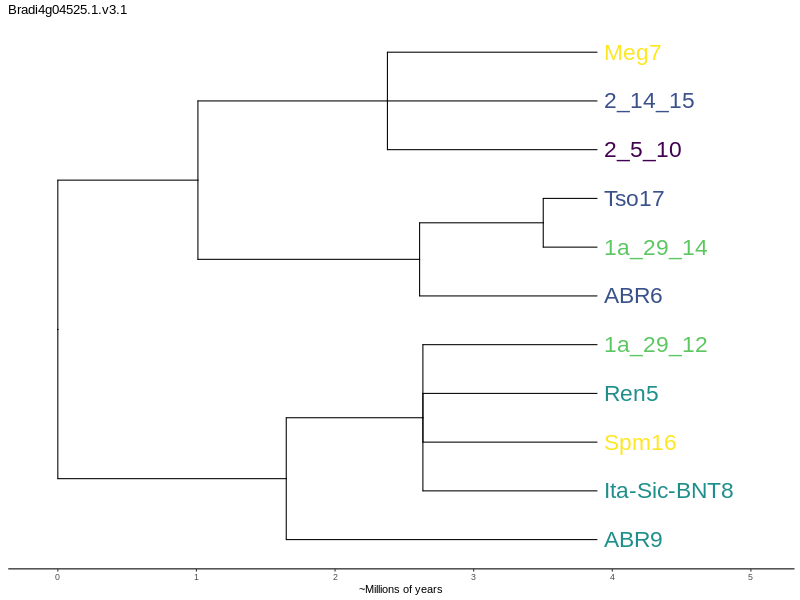 Bradi4g04525.1.v3.1
Meg7
2_14_15
2_5_10
Tso17
1a_29_14
ABR6
1a_29_12
Ren5
Spm16
Ita-Sic-BNT8
ABR9
0 1 2 3 4 5
~Millions of years